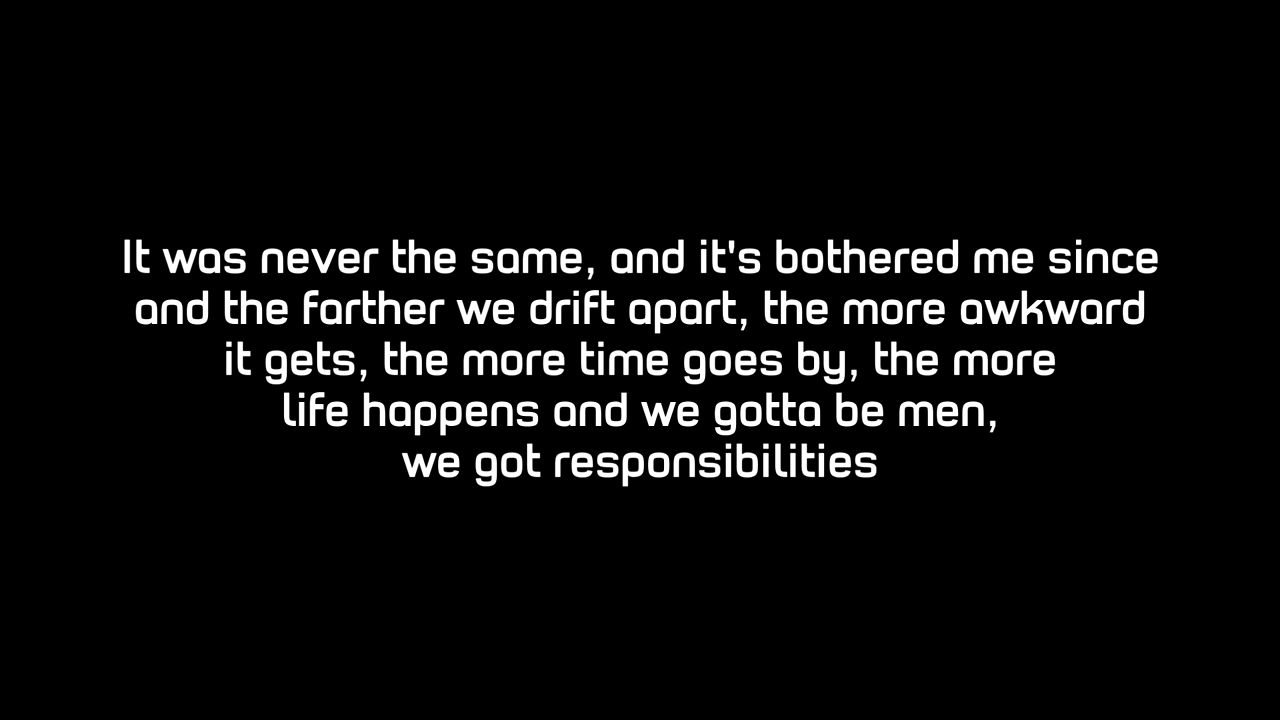 It was never the same, and it's bothered me since
and the farther we drift apart, the more awkward
it gets, the more time goes by, the more
life happens and we gotta be men,
we got responsibilities